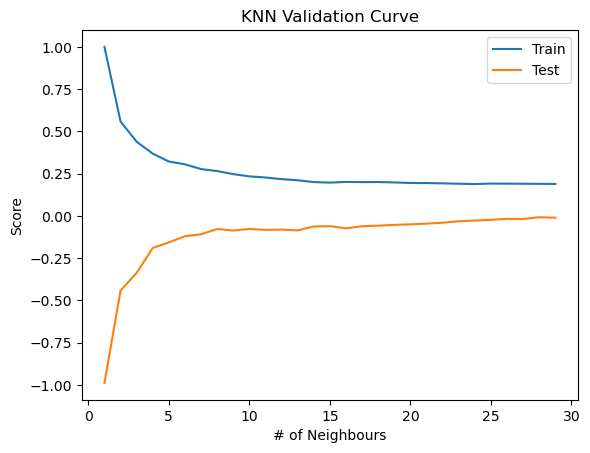 KNN Validation Curve
Train
Test
Score
1.00
0.75
0.50
0.25
0.00
−0.25
−0.50
−0.75
−1.00
0 5 10 15 20 25 30
# of Neighbours